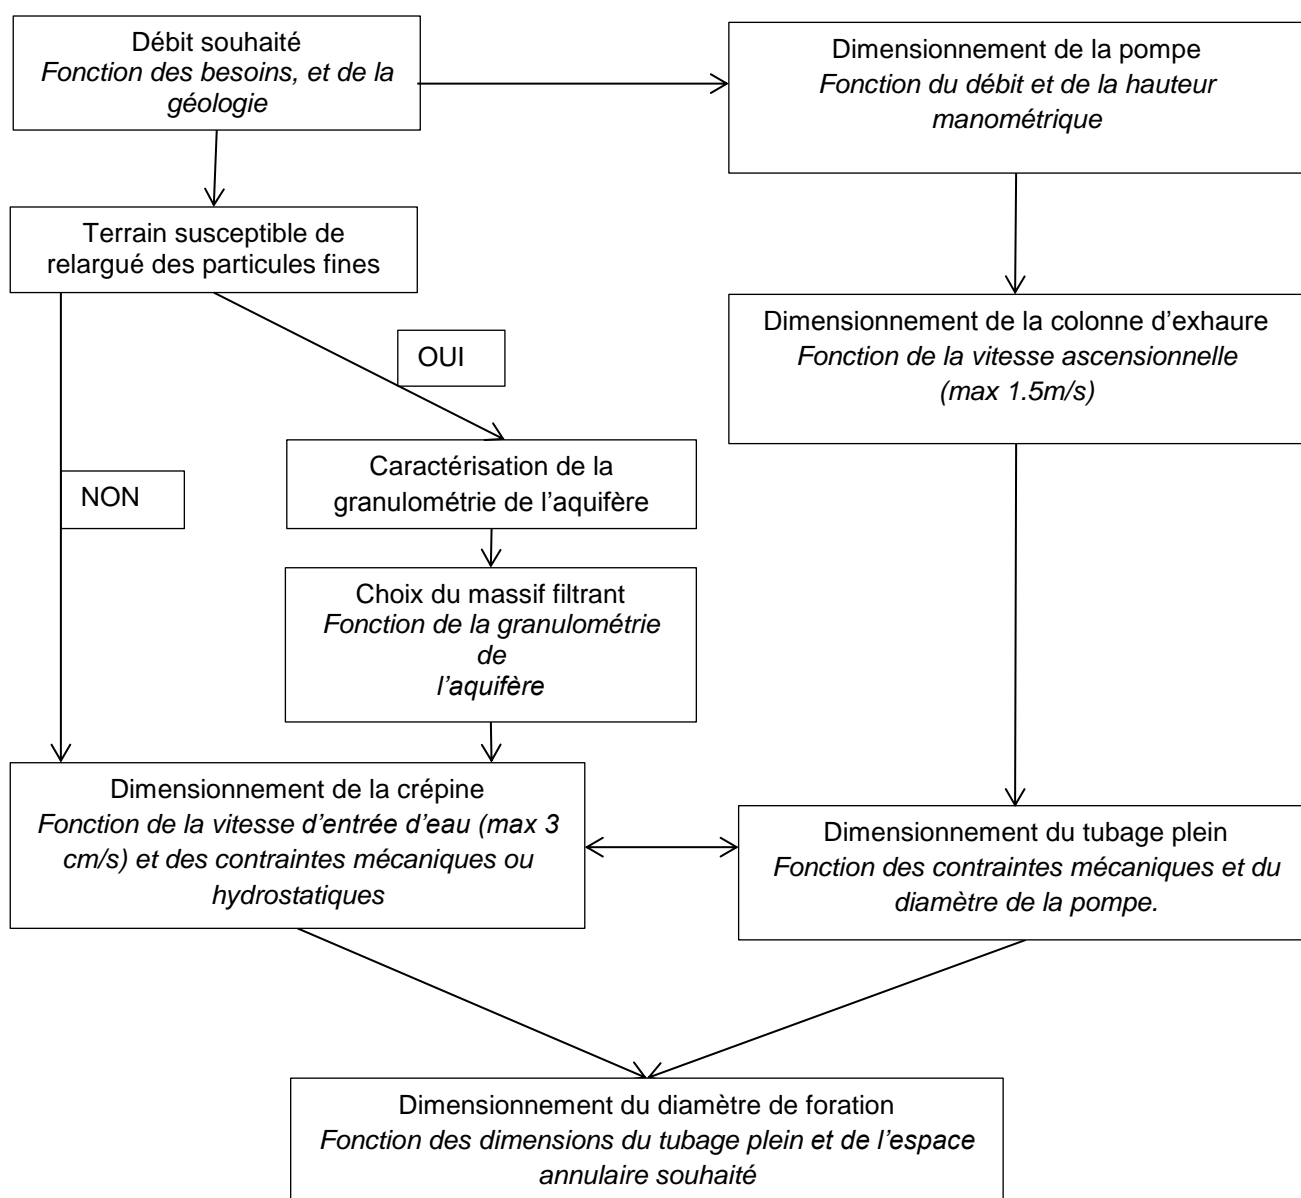 Débit souhaité
Fonction des besoins, et de la
géologie
Dimensionnement de la pompe
Fonction du débit et de la hauteur
manométrique
Terrain susceptible de
relargué des particules fines
Dimensionnement de la colonne d’exhaure
Fonction de la vitesse ascensionnelle
(max 1.5m/s)
OUI
NON
Caractérisation de la
granulométrie de l’aquifère
Choix du massif filtrant
Fonction de la granulométrie
de
l’aquifère
Dimensionnement de la crépine
Fonction de la vitesse d’entrée d’eau (max 3
cm/s) et des contraintes mécaniques ou
hydrostatiques
Dimensionnement du tubage plein
Fonction des contraintes mécaniques et du
diamètre de la pompe.
Dimensionnement du diamètre de foration
Fonction des dimensions du tubage plein et de l’espace
annulaire souhaité